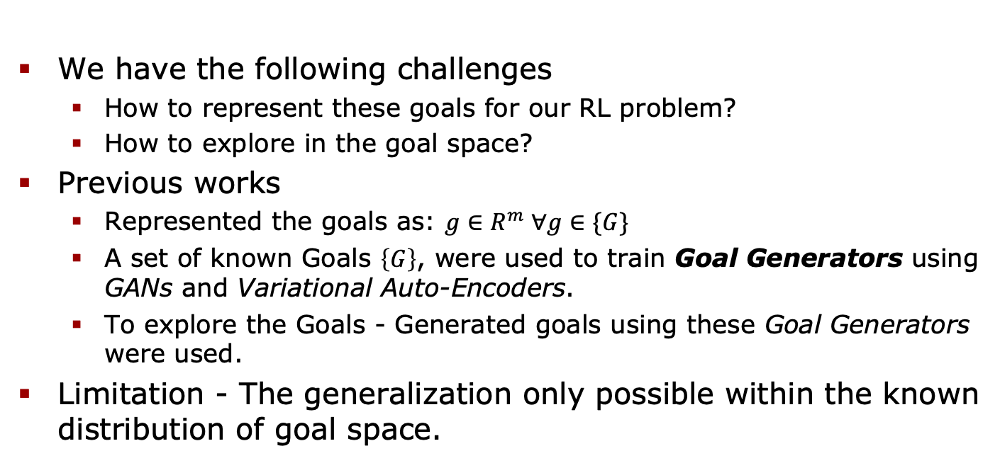 We have the following challenges
How to represent these goals for our RL problem?
How to explore in the goal space?
Previous works
Represented the goals as: g ∈ Rᵐ ∀g ∈ {G}
A set of known Goals {G}, were used to train Goal Generators using
GANs and Variational Auto-Encoders.
To explore the Goals - Generated goals using these Goal Generators
were used.
Limitation - The generalization only possible within the known
distribution of goal space.